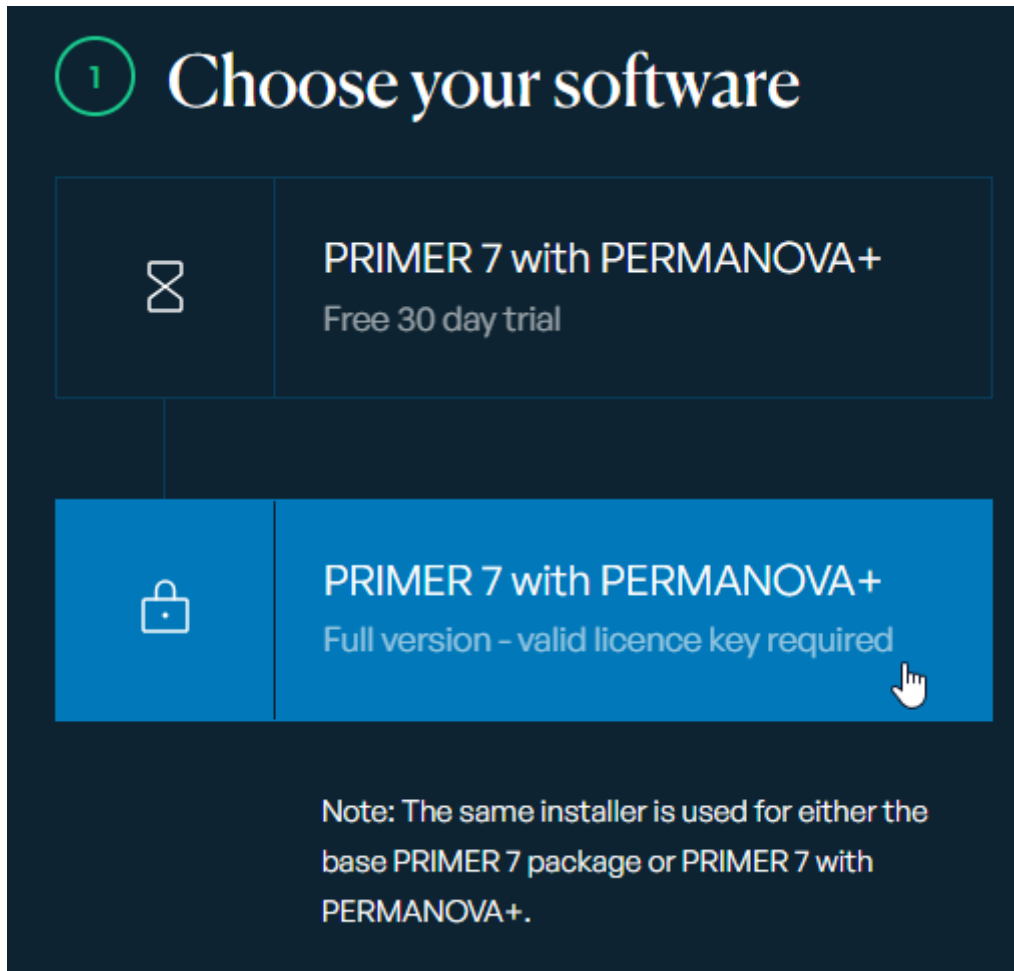 1
Choose your software
PRIMER 7 with PERMANOVA+
Free 30 day trial
PRIMER 7 with PERMANOVA+
Full version - valid licence key required
Note: The same installer is used for either the
base PRIMER 7 package or PRIMER 7 with
PERMANOVA+.